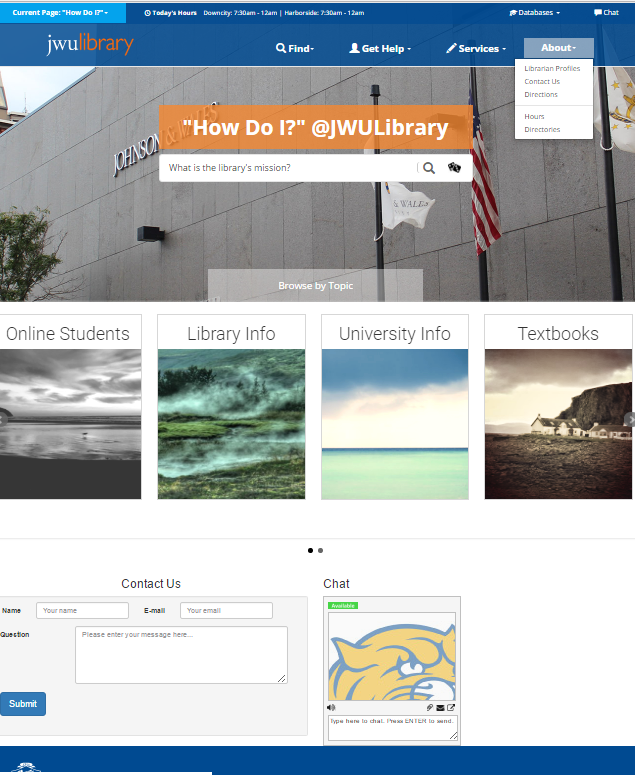 Current Page: "How Do I?"
Today's Hours Downcity: 7:30am - 12am | Harborside: 7:30am - 12am
Databases
Chat
jwulibrary
Find
Get Help
Services
About
Librarian Profiles
Contact Us
Directions
Hours
Directories
JOHNSON & WALES
"How Do I?" @JWULibrary
What is the library's mission?
& WALES
Browse by Topic
Online Students
Library Info
University Info
Textbooks
Contact Us
Chat
Name
Your name
E-mail
Your email
Question
Please enter your message here...
Submit
Available
Type here to chat. Press ENTER to send.